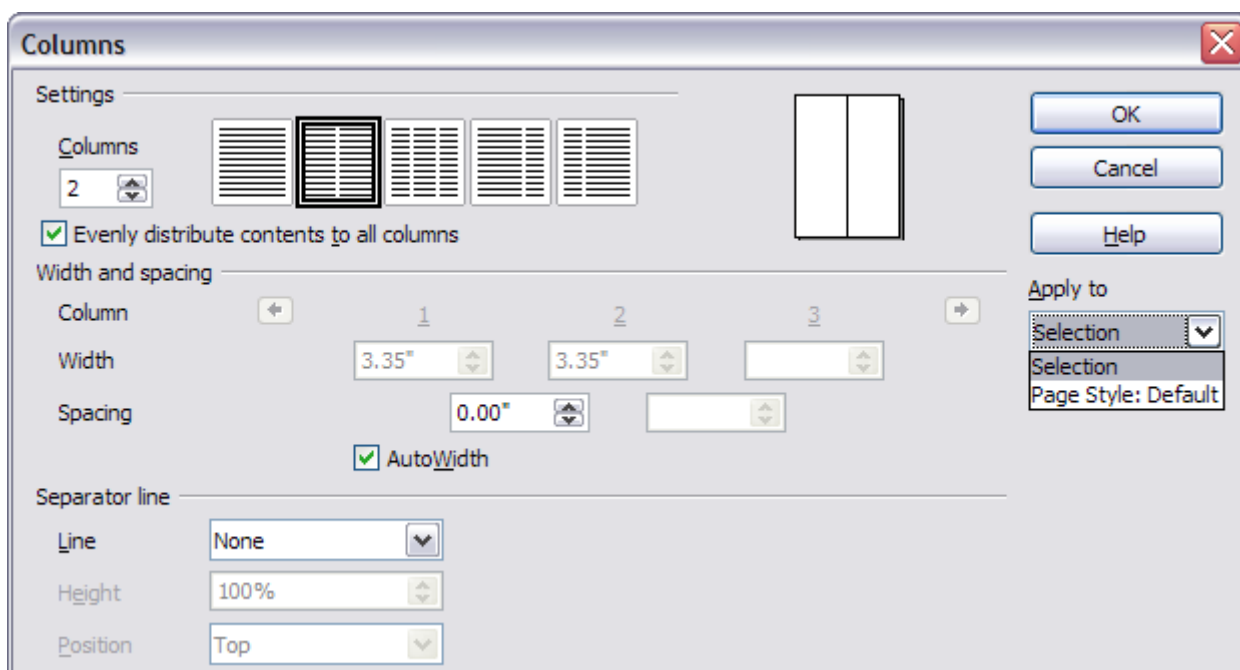 Columns
Settings
Columns
2
Evenly distribute contents to all columns
OK
Cancel
Help
Apply to
Selection
Selection
Page Style: Default
Width and spacing
Column 1 2 3
Width 3.35" 3.35"
Spacing 0.00"
AutoWidth
Separator line
Line None
Height 100%
Position Top